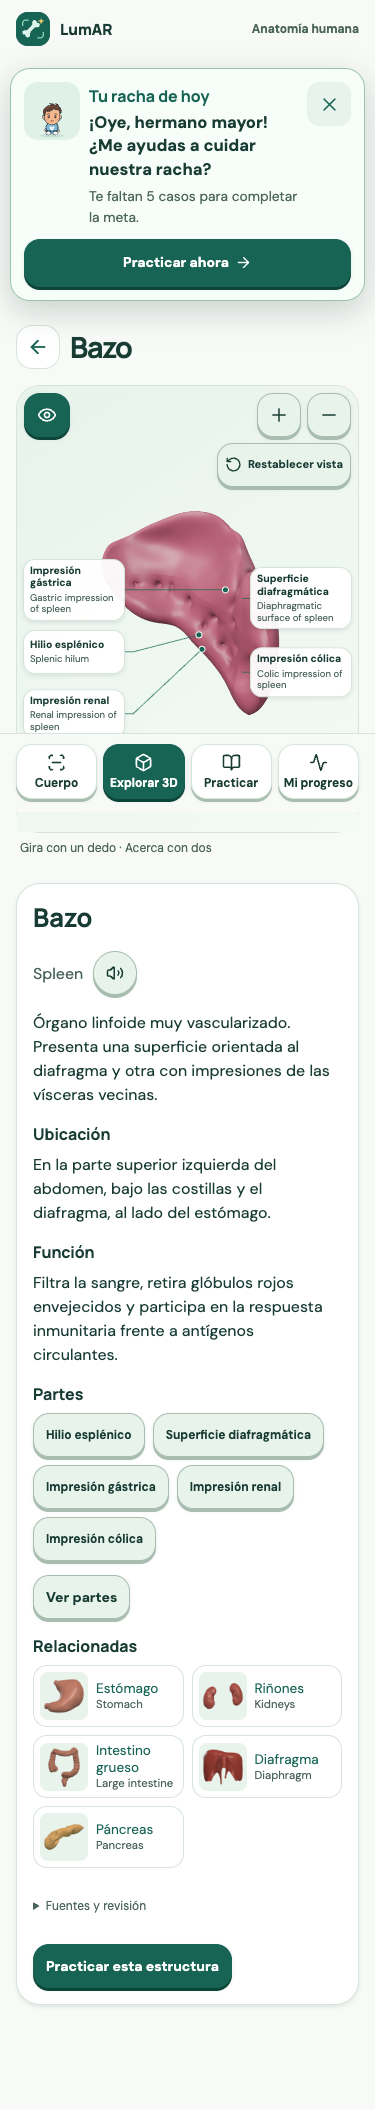 LumAR
Anatomía humana
Tu racha de hoy
¡Oye, hermano mayor!
¿Me ayudas a cuidar
nuestra racha?
Te faltan 5 casos para completar
la meta.
Practicar ahora →
Bazo
Restablecer vista
Impresión
gástrica
Gastric impression
of spleen
Superficie
diafragmática
Diaphragmatic
surface of spleen
Hilio esplénico
Splenic hilum
Impresión cólica
Colic impression of
spleen
Impresión renal
Renal impression of
spleen
Cuerpo
Explorar 3D
Practicar
Mi progreso
Gira con un dedo · Acerca con dos
Bazo
Spleen
Órgano linfoide muy vascularizado.
Presenta una superficie orientada al
diafragma y otra con impresiones de las
vísceras vecinas.
Ubicación
En la parte superior izquierda del
abdomen, bajo las costillas y el
diafragma, al lado del estómago.
Función
Filtra la sangre, retira glóbulos rojos
envejecidos y participa en la respuesta
inmunitaria frente a antígenos
circulantes.
Partes
Hilio esplénico
Superficie diafragmática
Impresión gástrica
Impresión renal
Impresión cólica
Ver partes
Relacionadas
Estómago
Stomach
Riñones
Kidneys
Intestino
grueso
Large intestine
Diafragma
Diaphragm
Páncreas
Pancreas
Fuentes y revisión
Practicar esta estructura